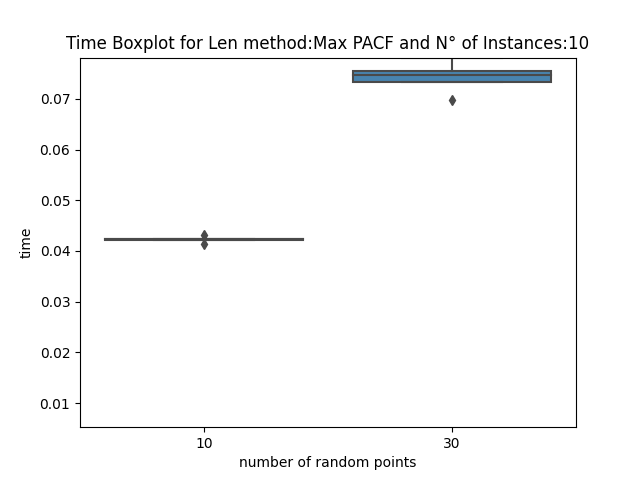 Time Boxplot for Len method:Max PACF and N° of Instances:10
0.07
0.06
0.05
0.04
0.03
0.02
0.01
time
10 30
number of random points